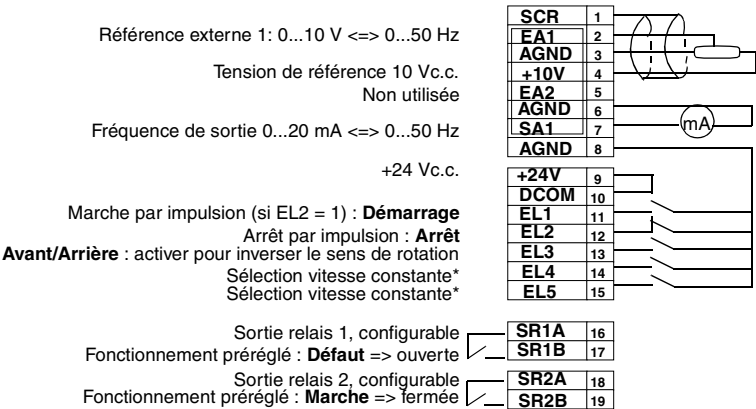 SCR 1
Référence externe 1: 0...10 V <=> 0...50 Hz EA1 2
AGND 3
Tension de référence 10 Vc.c. +10V 4
Non utilisée EA2 5
AGND 6
Fréquence de sortie 0...20 mA <=> 0...50 Hz SA1 7
mA
AGND 8
+24 Vc.c. +24V 9
DCOM 10
Marche par impulsion (si EL2 = 1) : Démarrage EL1 11
Arrêt par impulsion : Arrêt EL2 12
Avant/Arrière : activer pour inverser le sens de rotation EL3 13
Sélection vitesse constante* EL4 14
Sélection vitesse constante* EL5 15
Sortie relais 1, configurable SR1A 16
Fonctionnement préréglé : Défaut => ouverte SR1B 17
Sortie relais 2, configurable SR2A 18
Fonctionnement préréglé : Marche => fermée SR2B 19